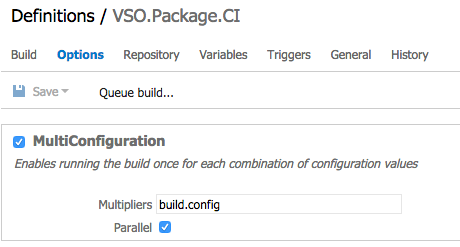 Definitions / VSO.Package.CI
Build Options Repository Variables Triggers General History
Save Queue build...
MultiConfiguration
Enables running the build once for each combination of configuration values
Multipliers build.config
Parallel